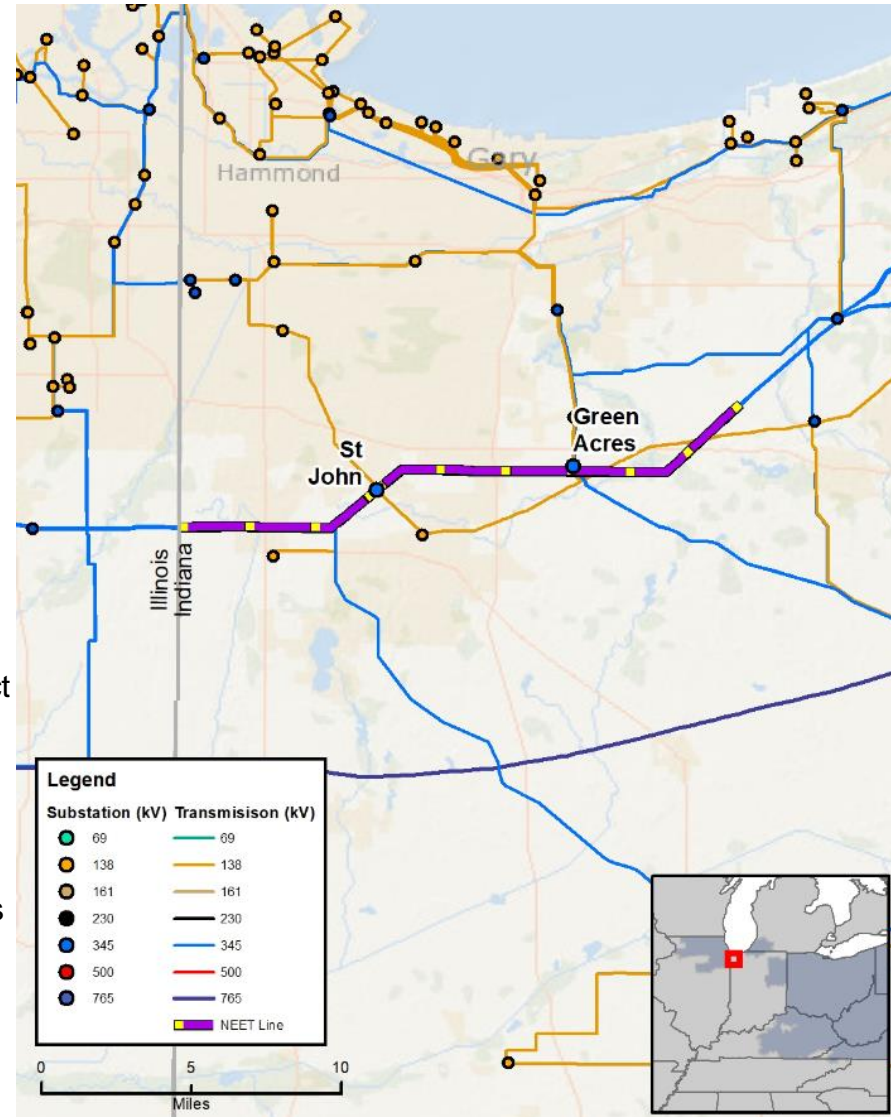 Hammond
Gary
Green
Acres
St
John
Illinois
Indiana
ct
s
Legend
Substation (kV) Transmisison (kV)
69 69
138 138
161 161
230 230
345 345
500 500
765 765
NEET Line
0 5 10
Miles